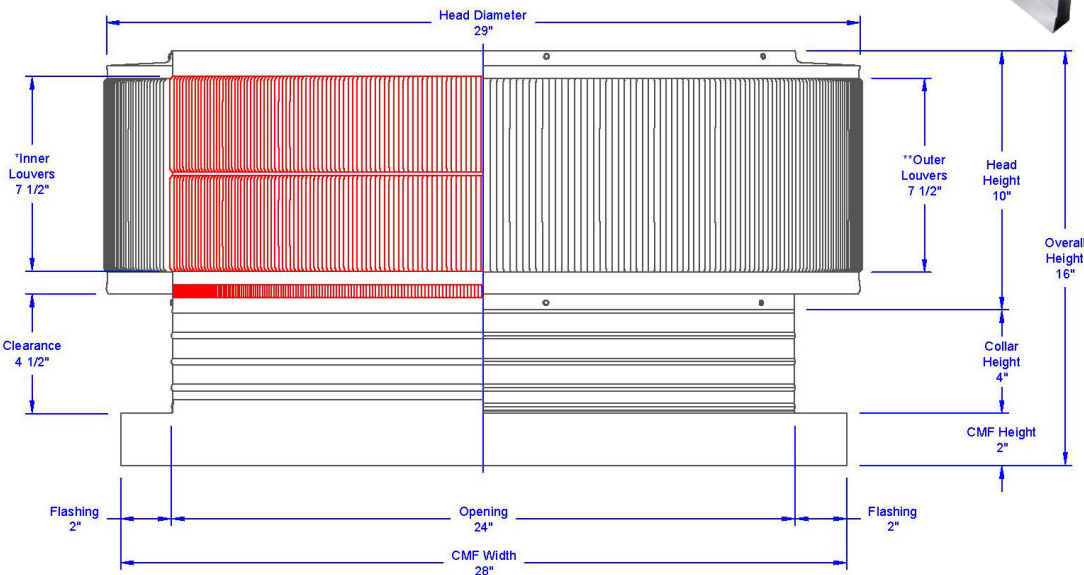 Head Diameter
29"
*Inner
Louvers
7 1/2"
**Outer
Louvers
7 1/2"
Head
Height
10"
Overall
Height
16"
Clearance
4 1/2"
Collar
Height
4"
CMF Height
2"
Flashing
2"
Opening
24"
Flashing
2"
CMF Width
28"